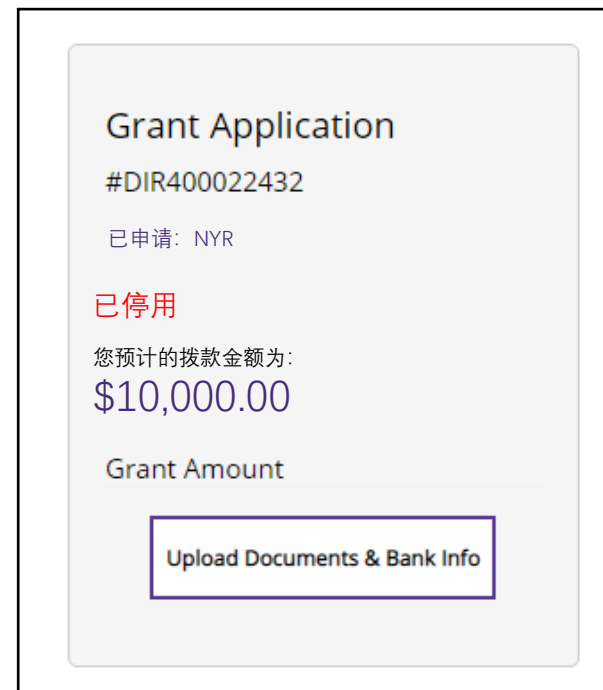 Grant Application
#DIR400022432
已申请：NYR
已停用
您预计的拨款金额为：
$10,000.00
Grant Amount
Upload Documents & Bank Info